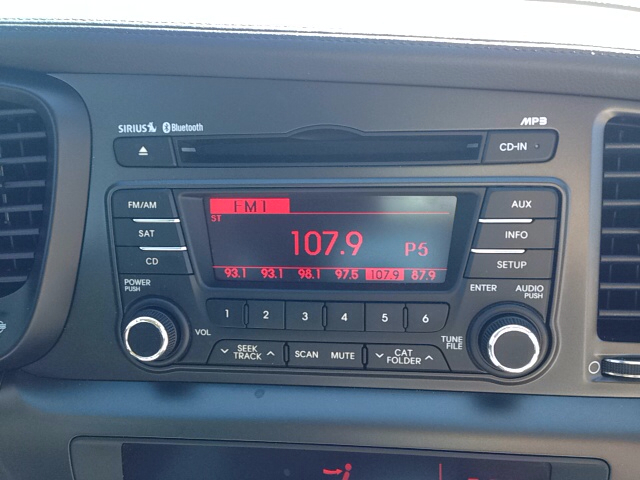 SIRIUS Bluetooth MP3
CD-IN
FM/AM FM1 AUX
ST
SAT 107.9 P5 INFO
CD 93.1 93.1 98.1 97.5 107.9 87.9 SETUP
POWER PUSH ENTER AUDIO PUSH
1 2 3 4 5 6
VOL TUNE FILE
SEEK TRACK SCAN MUTE CAT FOLDER